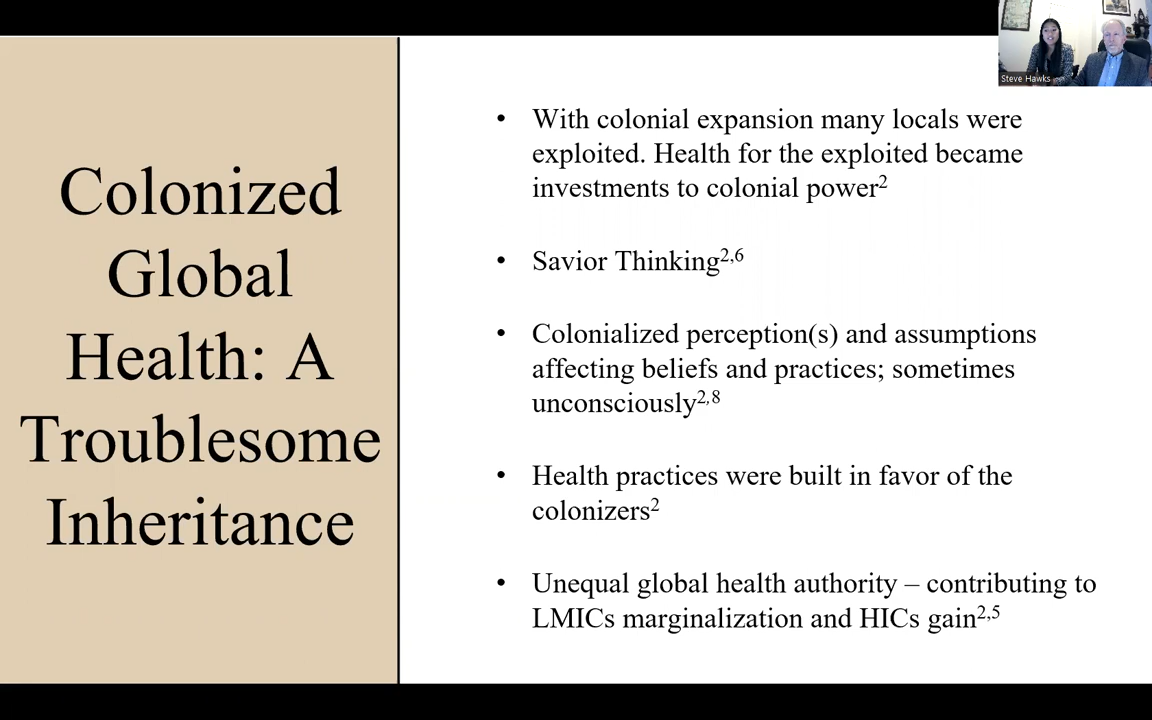 Colonized
Global
Health: A
Troublesome
Inheritance
• With colonial expansion many locals were
exploited. Health for the exploited became
investments to colonial power²
• Savior Thinking²,⁶
• Colonialized perception(s) and assumptions
affecting beliefs and practices; sometimes
unconsciously²,⁸
• Health practices were built in favor of the
colonizers²
• Unequal global health authority – contributing to
LMICs marginalization and HICs gain²,⁵
Steve Hawks